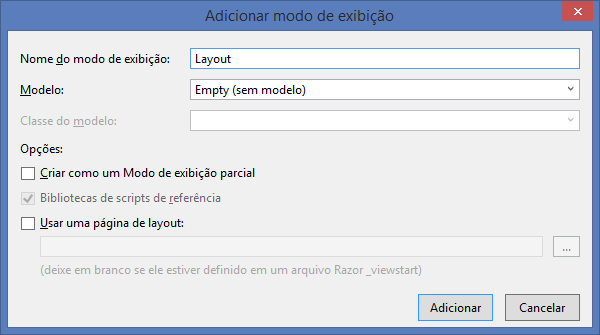 Adicionar modo de exibição
Nome do modo de exibição: Layout
Modelo: Empty (sem modelo)
Classe do modelo:
Opções:
Criar como um Modo de exibição parcial
Bibliotecas de scripts de referência
Usar uma página de layout:
...
(deixe em branco se ele estiver definido em um arquivo Razor _viewstart)
Adicionar Cancelar